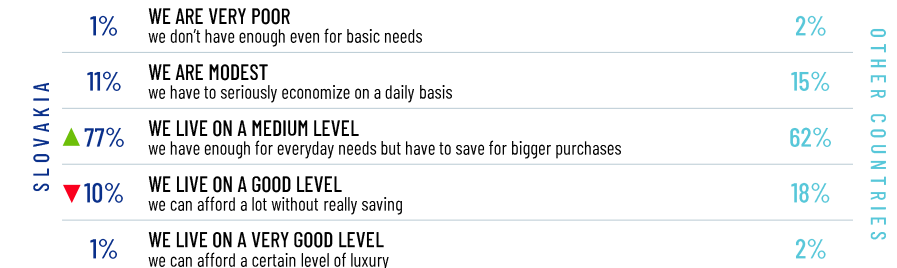 SLOVAKIA
1%
WE ARE VERY POOR
we don't have enough even for basic needs
2%
11%
WE ARE MODEST
we have to seriously economize on a daily basis
15%
77%
WE LIVE ON A MEDIUM LEVEL
we have enough for everyday needs but have to save for bigger purchases
62%
10%
WE LIVE ON A GOOD LEVEL
we can afford a lot without really saving
18%
1%
WE LIVE ON A VERY GOOD LEVEL
we can afford a certain level of luxury
2%
OTHER COUNTRIES